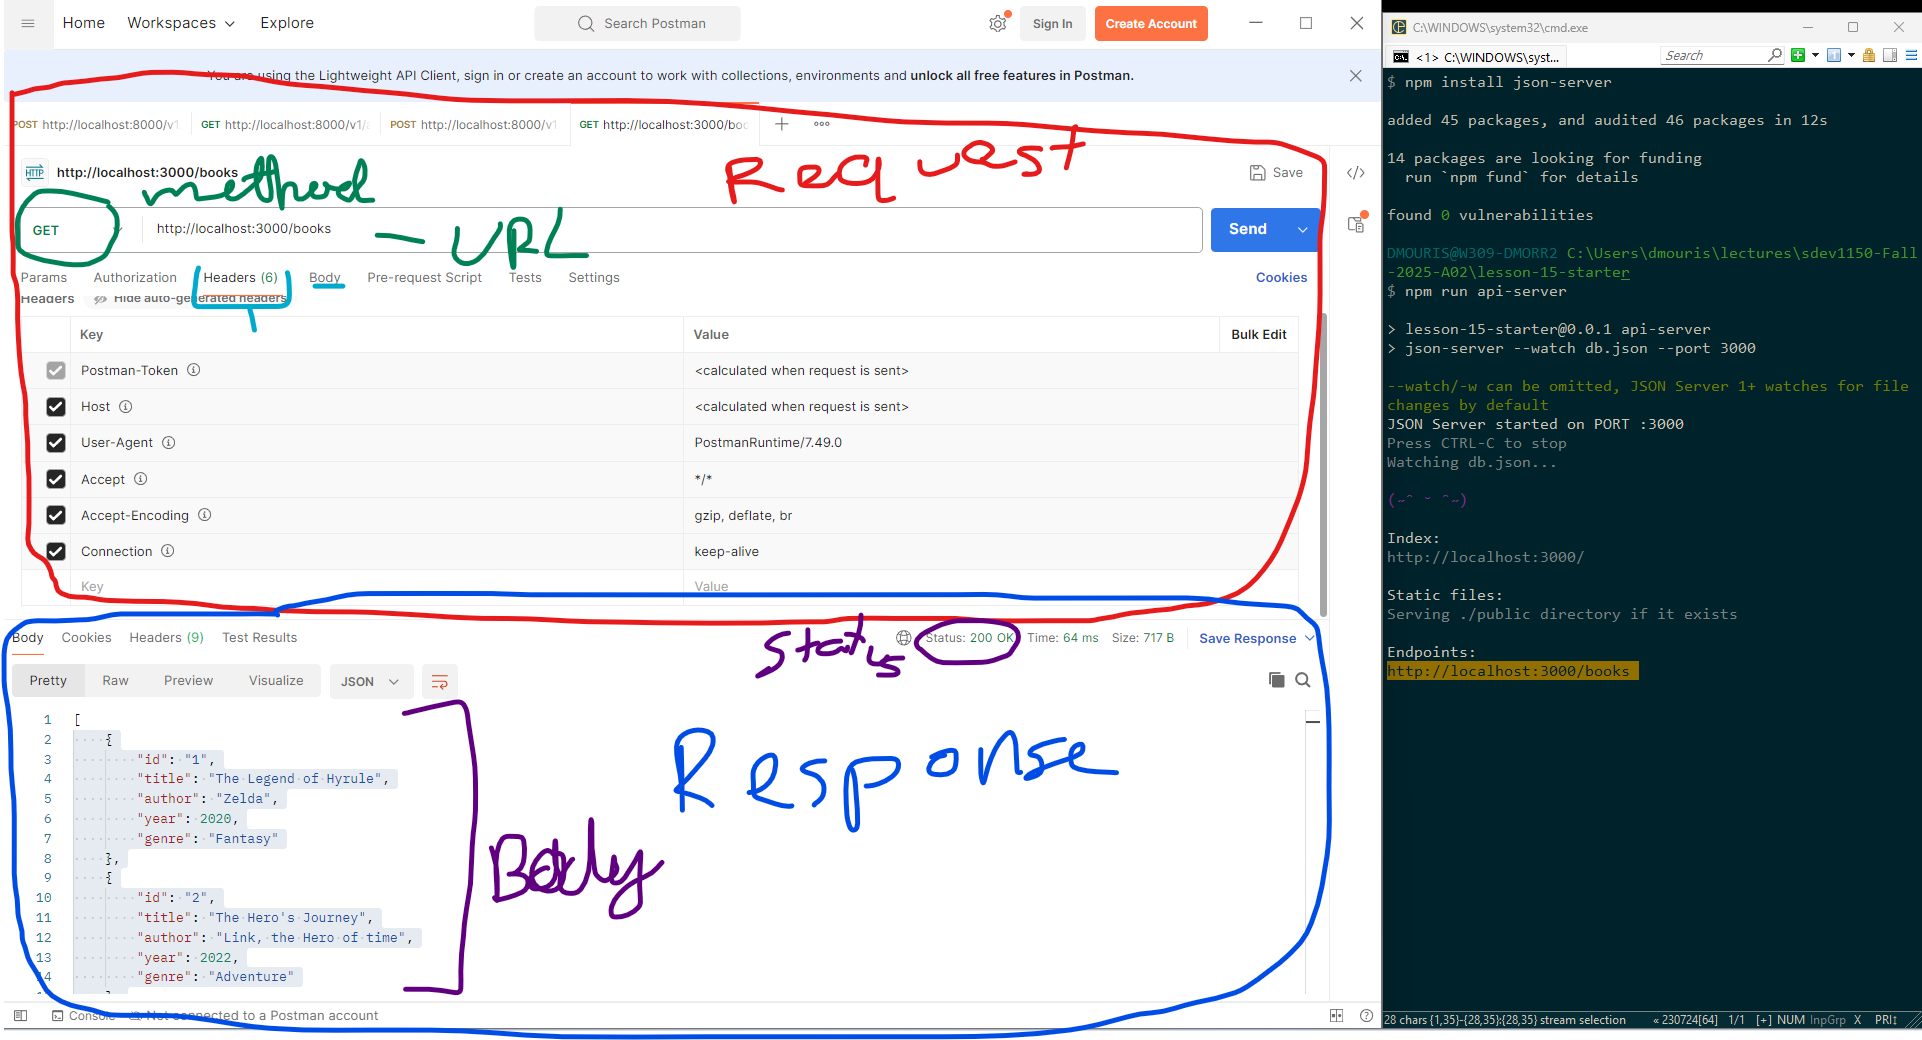 Home Workspaces Explore Search Postman Sign In Create Account
You are using the Lightweight API Client, sign in or create an account to work with collections, environments and unlock all free features in Postman.
POST http://localhost:8000/v1 GET http://localhost:8000/v1/ POST http://localhost:8000/v1 GET http://localhost:3000/boo
Request
HTTP http://localhost:3000/books Save
method
GET http://localhost:3000/books Send
URL
Params Authorization Headers (6) Body Pre-request Script Tests Settings Cookies
Headers Hide auto-generated headers
Key Value Bulk Edit
Postman-Token <calculated when request is sent>
Host <calculated when request is sent>
User-Agent PostmanRuntime/7.49.0
Accept */*
Accept-Encoding gzip, deflate, br
Connection keep-alive
Key Value
Body Cookies Headers (9) Test Results Status: 200 OK Time: 64 ms Size: 717 B Save Response
Status
Pretty Raw Preview Visualize JSON
1 [
2 {
3 "id": "1",
4 "title": "The Legend of Hyrule",
5 "author": "Zelda",
6 "year": 2020,
7 "genre": "Fantasy"
8 },
9 {
10 "id": "2",
11 "title": "The Hero's Journey",
12 "author": "Link, the Hero of time",
13 "year": 2022,
14 "genre": "Adventure"
Response
Body
Console Not connected to a Postman account
C:\WINDOWS\system32\cmd.exe
<1> C:\WINDOWS\syst... Search
$ npm install json-server
added 45 packages, and audited 46 packages in 12s
14 packages are looking for funding
run `npm fund` for details
found 0 vulnerabilities
DMOURIS@W309-DMORR2 C:\Users\dmouris\lectures\sdev1150-Fall
-2025-A02\lesson-15-starter
$ npm run api-server
> lesson-15-starter@0.0.1 api-server
> json-server --watch db.json --port 3000
--watch/-w can be omitted, JSON Server 1+ watches for file
changes by default
JSON Server started on PORT :3000
Press CTRL-C to stop
Watching db.json...
(˶ᵔ ᵕ ᵔ˶)
Index:
http://localhost:3000/
Static files:
Serving ./public directory if it exists
Endpoints:
http://localhost:3000/books
28 chars {1,35}-{28,35}:{28,35} stream selection « 230724[64] 1/1 [+] NUM InpGrp X PRI↕